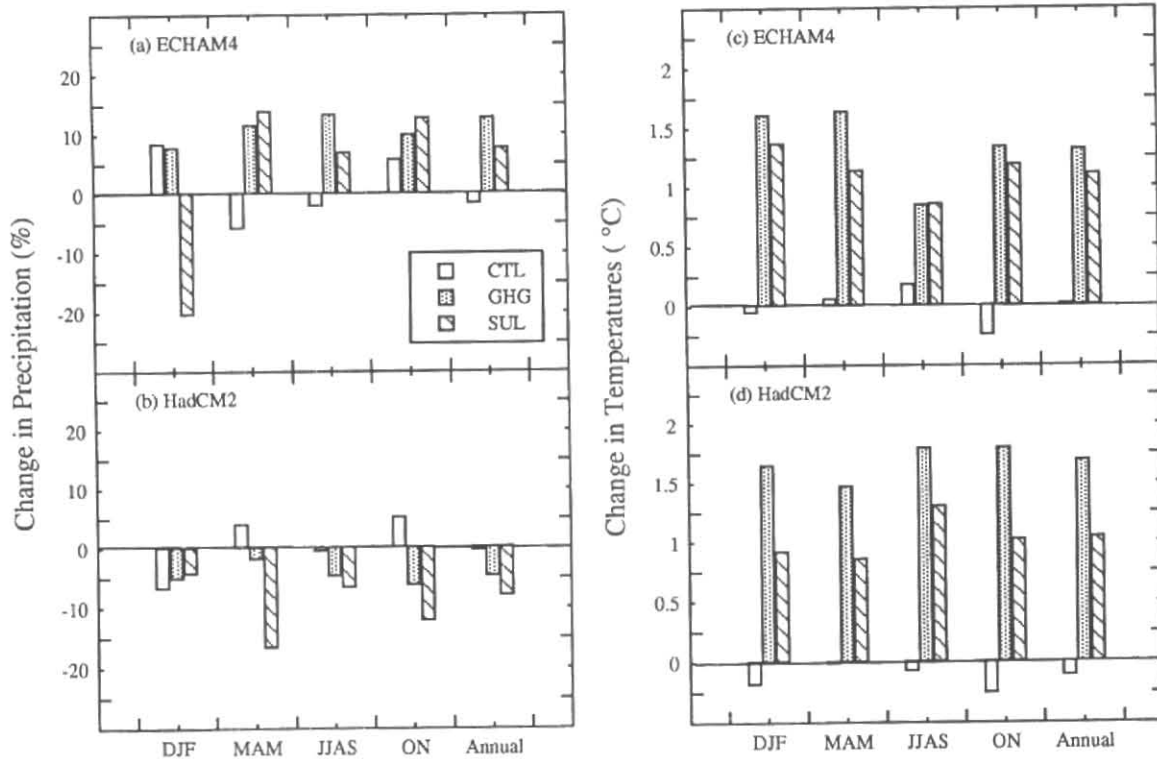 (a) ECHAM4
20
10
0
-10
-20
CTL
GHG
SUL
(b) HadCM2
20
10
0
-10
-20
DJF MAM JJAS ON Annual
Change in Precipitation (%)
(c) ECHAM4
2
1.5
1
0.5
0
(d) HadCM2
2
1.5
1
0.5
0
DJF MAM JJAS ON Annual
Change in Temperatures ( °C)